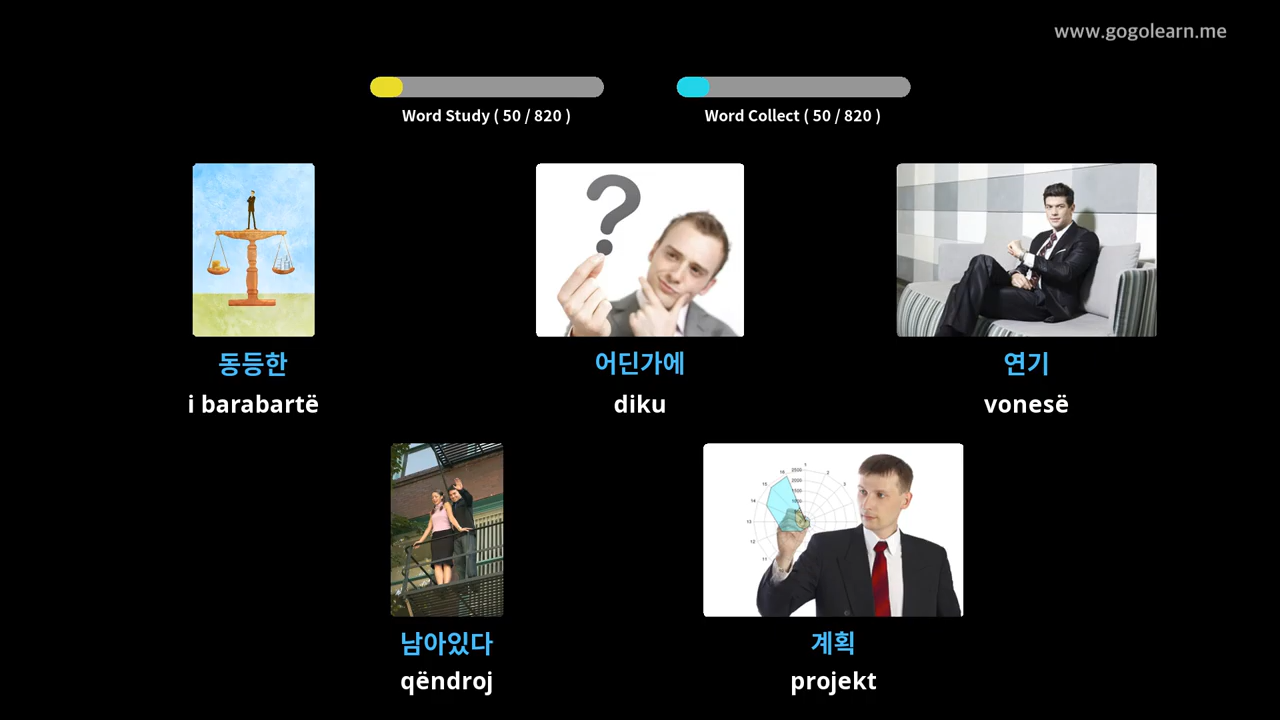 www.gogolearn.me
Word Study ( 50 / 820 )
Word Collect ( 50 / 820 )
동등한
i barabartë
어딘가에
diku
연기
vonesë
남아있다
qëndroj
계획
projekt